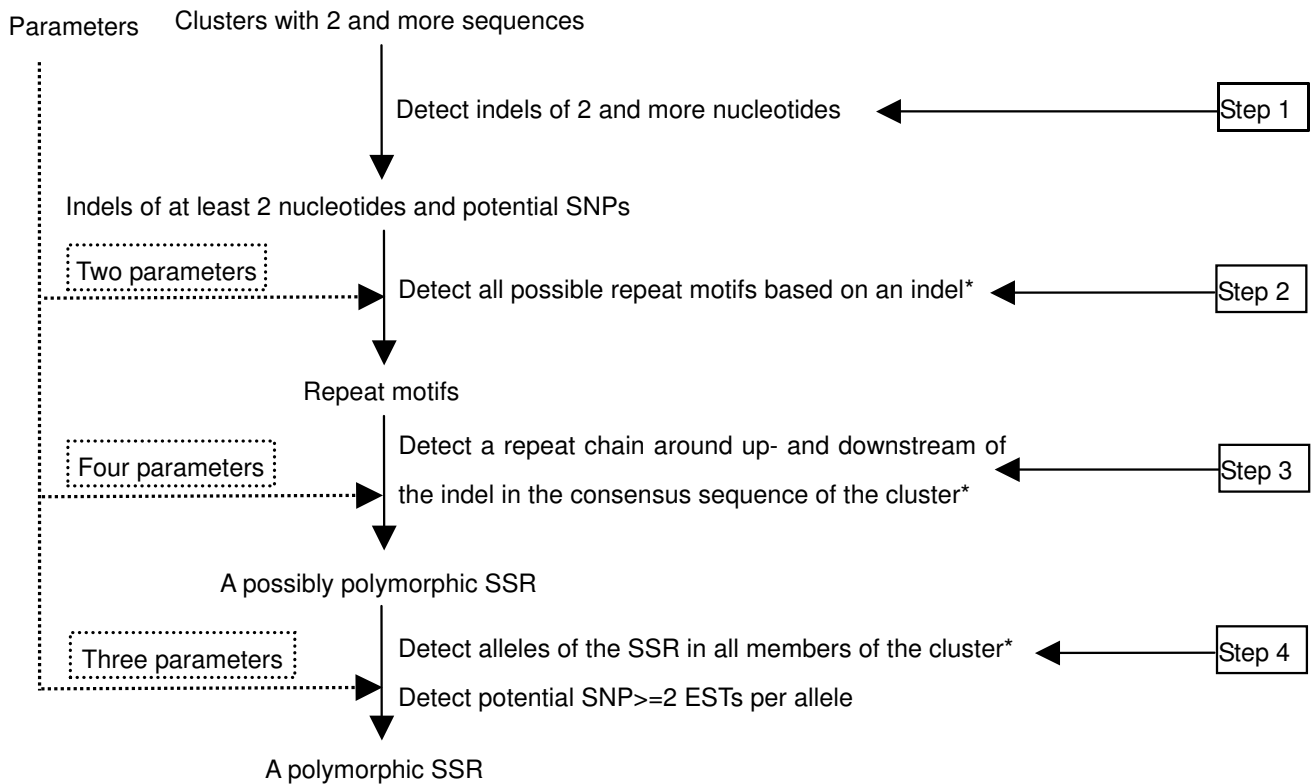 Parameters
Clusters with 2 and more sequences
Detect indels of 2 and more nucleotides
Step 1
Indels of at least 2 nucleotides and potential SNPs
Two parameters
Detect all possible repeat motifs based on an indel*
Step 2
Repeat motifs
Four parameters
Detect a repeat chain around up- and downstream of
the indel in the consensus sequence of the cluster*
Step 3
A possibly polymorphic SSR
Three parameters
Detect alleles of the SSR in all members of the cluster*
Step 4
Detect potential SNP>=2 ESTs per allele
A polymorphic SSR